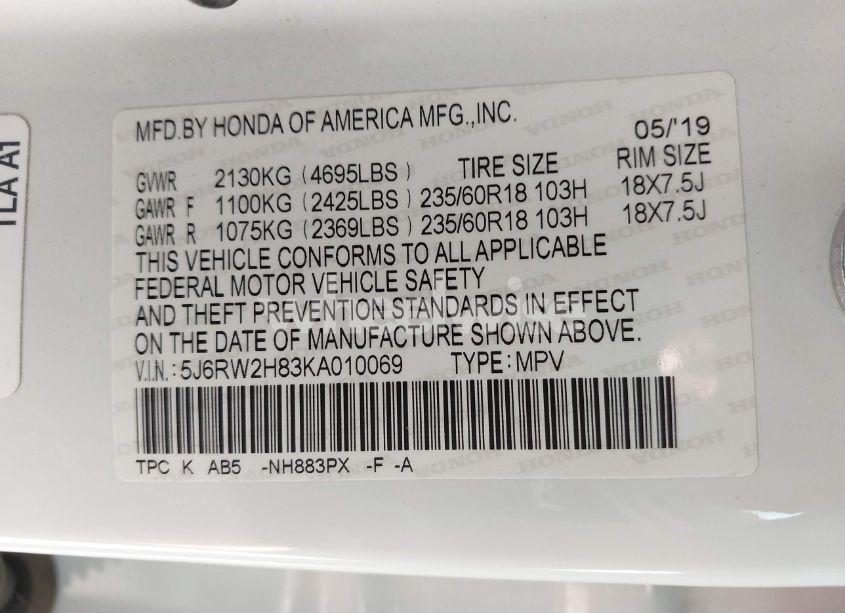 TLA A1
MFD.BY HONDA OF AMERICA MFG.,INC. 05/'19
GVWR 2130KG (4695LBS) TIRE SIZE RIM SIZE
GAWR F 1100KG (2425LBS) 235/60R18 103H 18X7.5J
GAWR R 1075KG (2369LBS) 235/60R18 103H 18X7.5J
THIS VEHICLE CONFORMS TO ALL APPLICABLE
FEDERAL MOTOR VEHICLE SAFETY
AND THEFT PREVENTION STANDARDS IN EFFECT
ON THE DATE OF MANUFACTURE SHOWN ABOVE.
V.I.N.: 5J6RW2H83KA010069 TYPE: MPV
TPC K AB5 -NH883PX -F -A